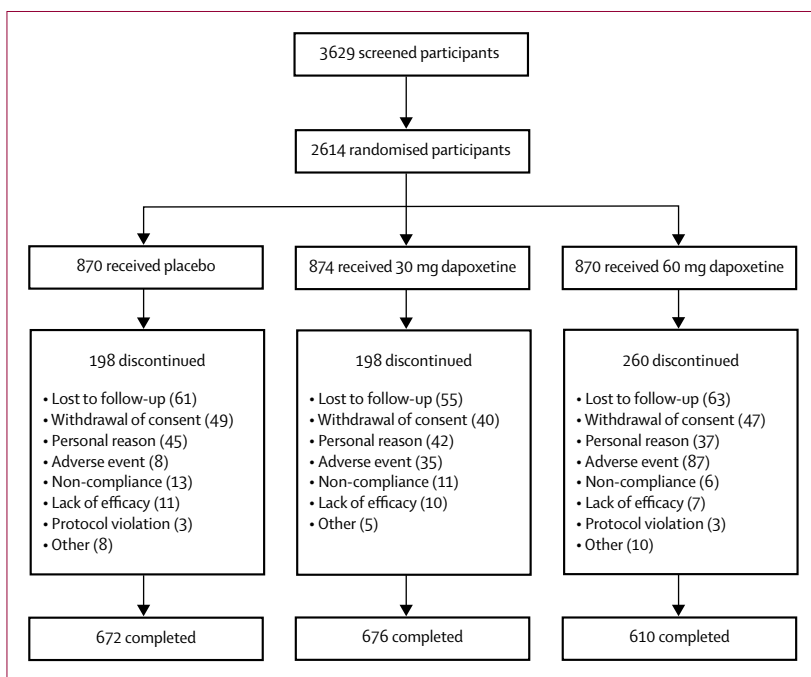 3629 screened participants
2614 randomised participants
870 received placebo
874 received 30 mg dapoxetine
870 received 60 mg dapoxetine
198 discontinued
• Lost to follow-up (61)
• Withdrawal of consent (49)
• Personal reason (45)
• Adverse event (8)
• Non-compliance (13)
• Lack of efficacy (11)
• Protocol violation (3)
• Other (8)
198 discontinued
• Lost to follow-up (55)
• Withdrawal of consent (40)
• Personal reason (42)
• Adverse event (35)
• Non-compliance (11)
• Lack of efficacy (10)
• Other (5)
260 discontinued
• Lost to follow-up (63)
• Withdrawal of consent (47)
• Personal reason (37)
• Adverse event (87)
• Non-compliance (6)
• Lack of efficacy (7)
• Protocol violation (3)
• Other (10)
672 completed
676 completed
610 completed